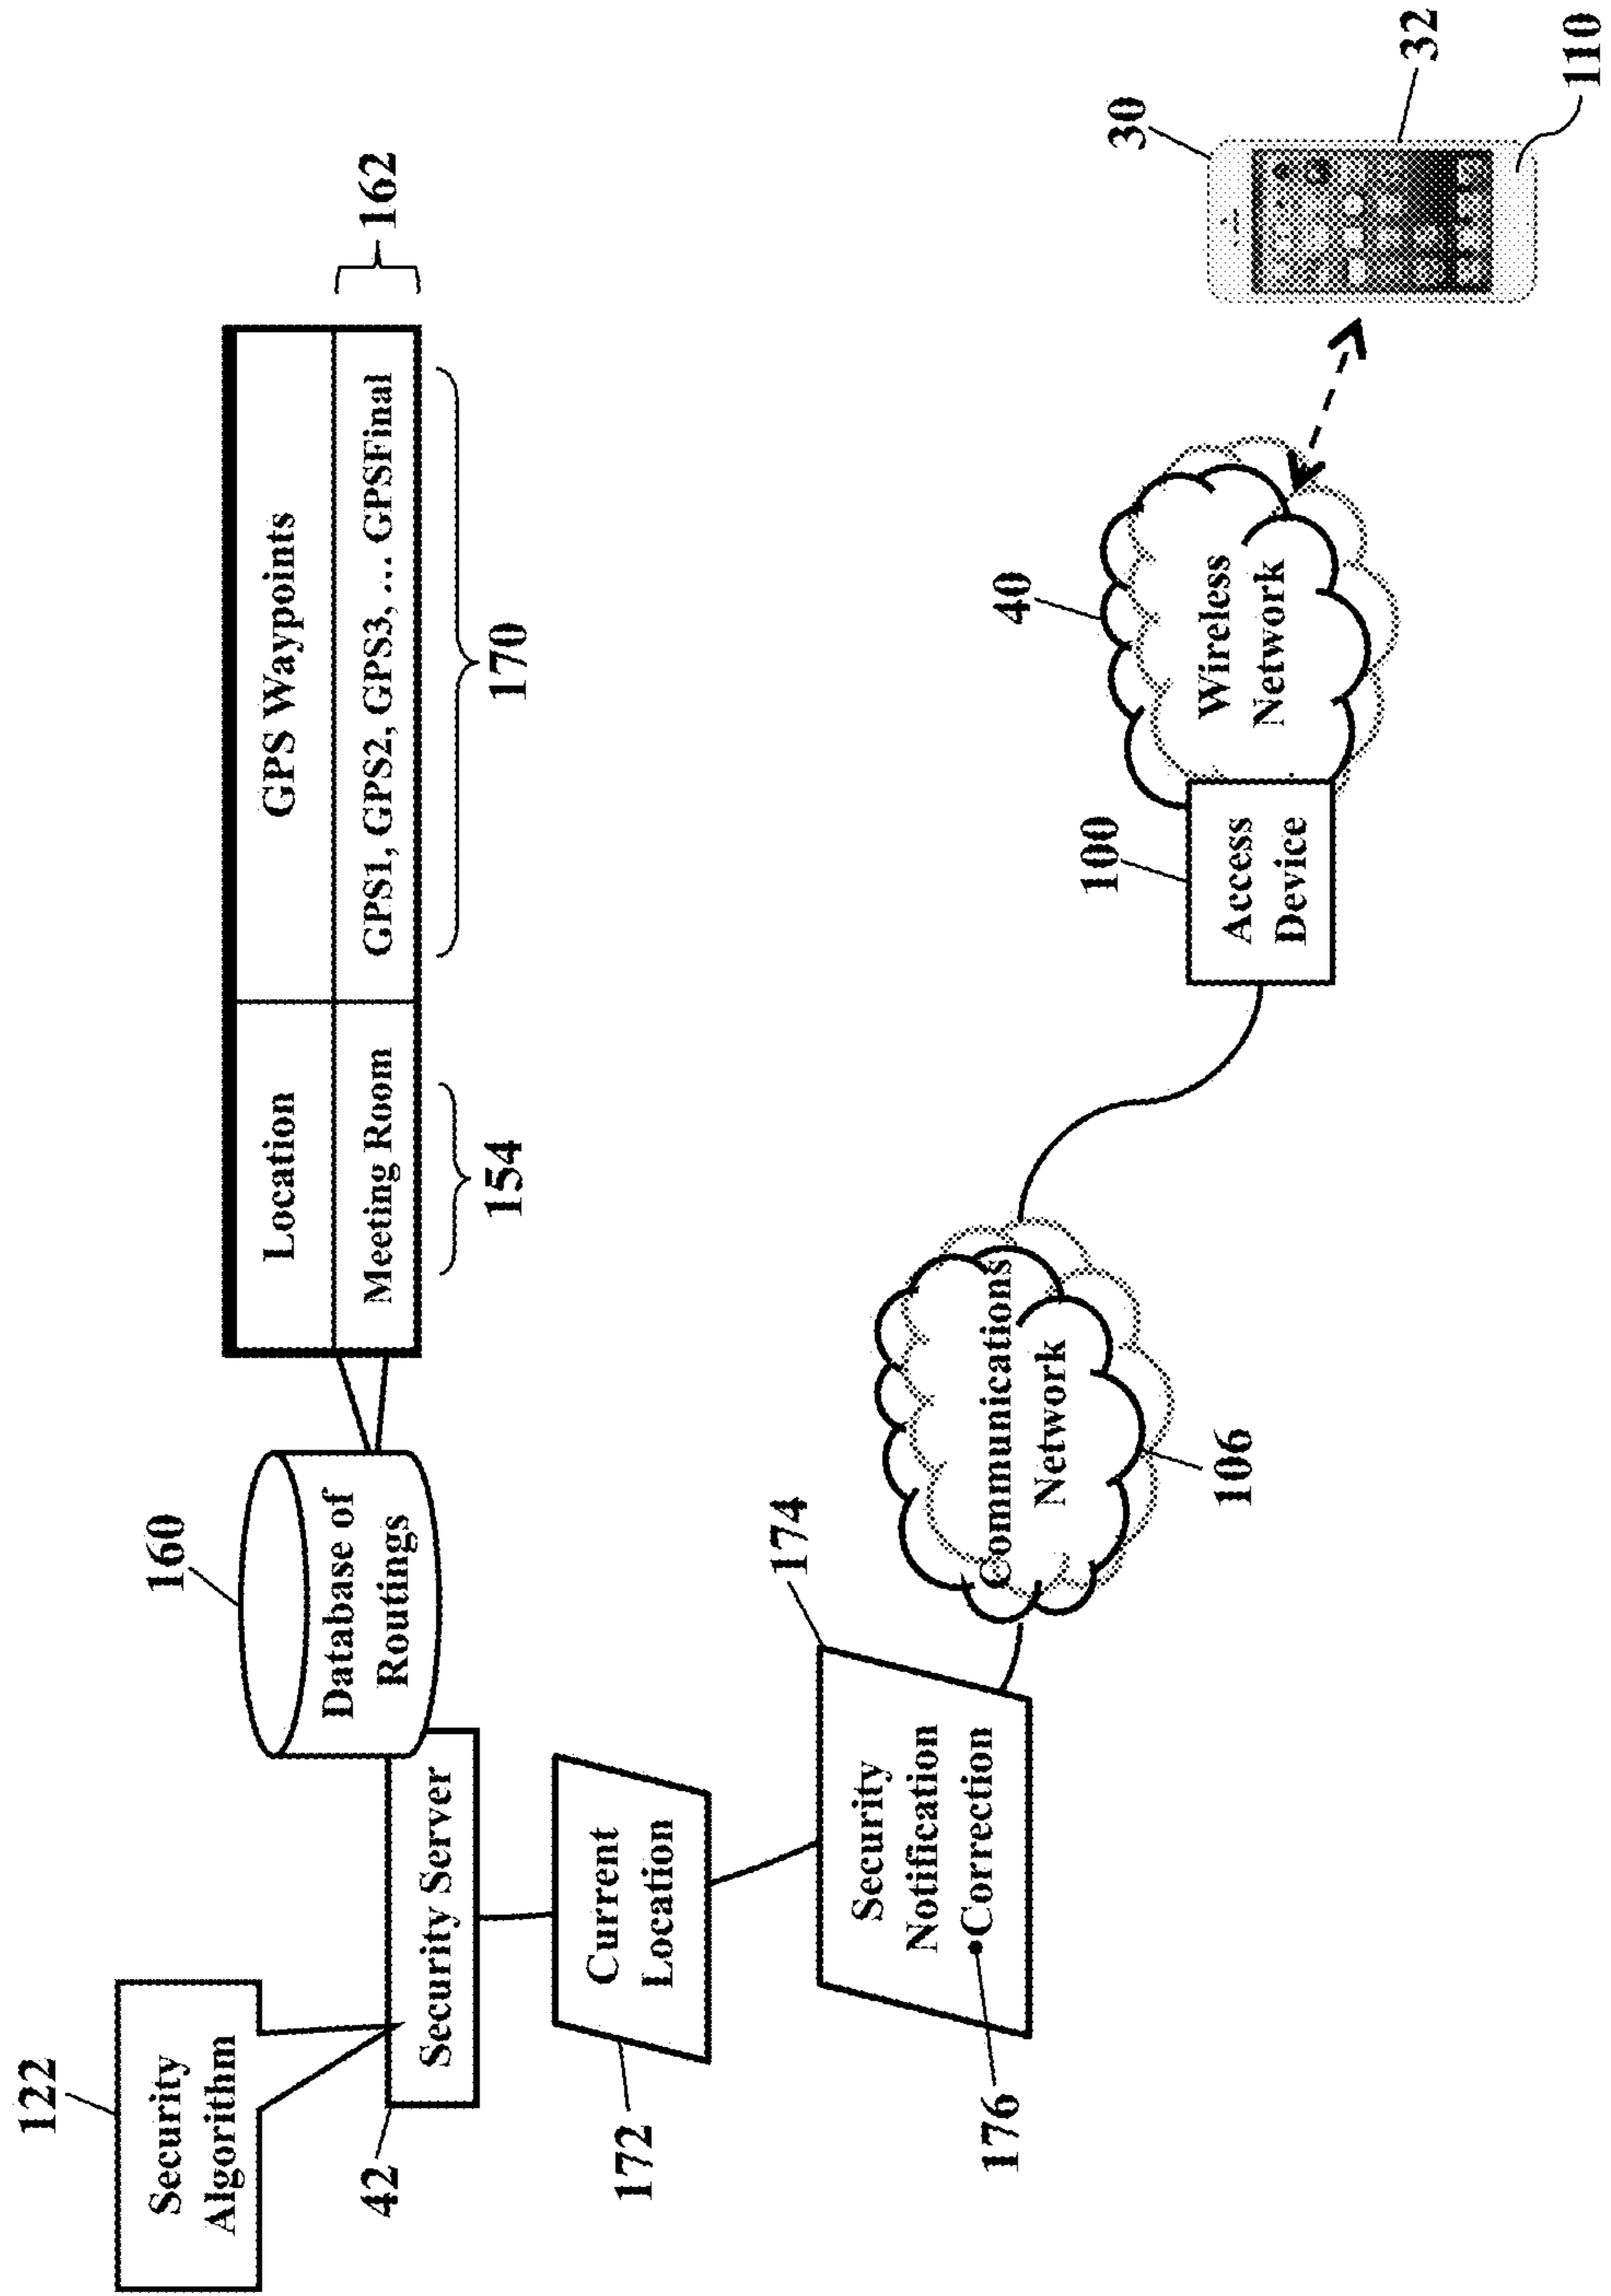 122
Security
Algorithm
160
Database of
Routings
Location
GPS Waypoints
Meeting Room
GPS1, GPS2, GPS3, ... GPSFinal
162
154
170
42
Security Server
172
Current
Location
174
Security
Notification
•Correction
176
Communications
Network
106
100
Access
Device
40
Wireless
Network
30
32
110